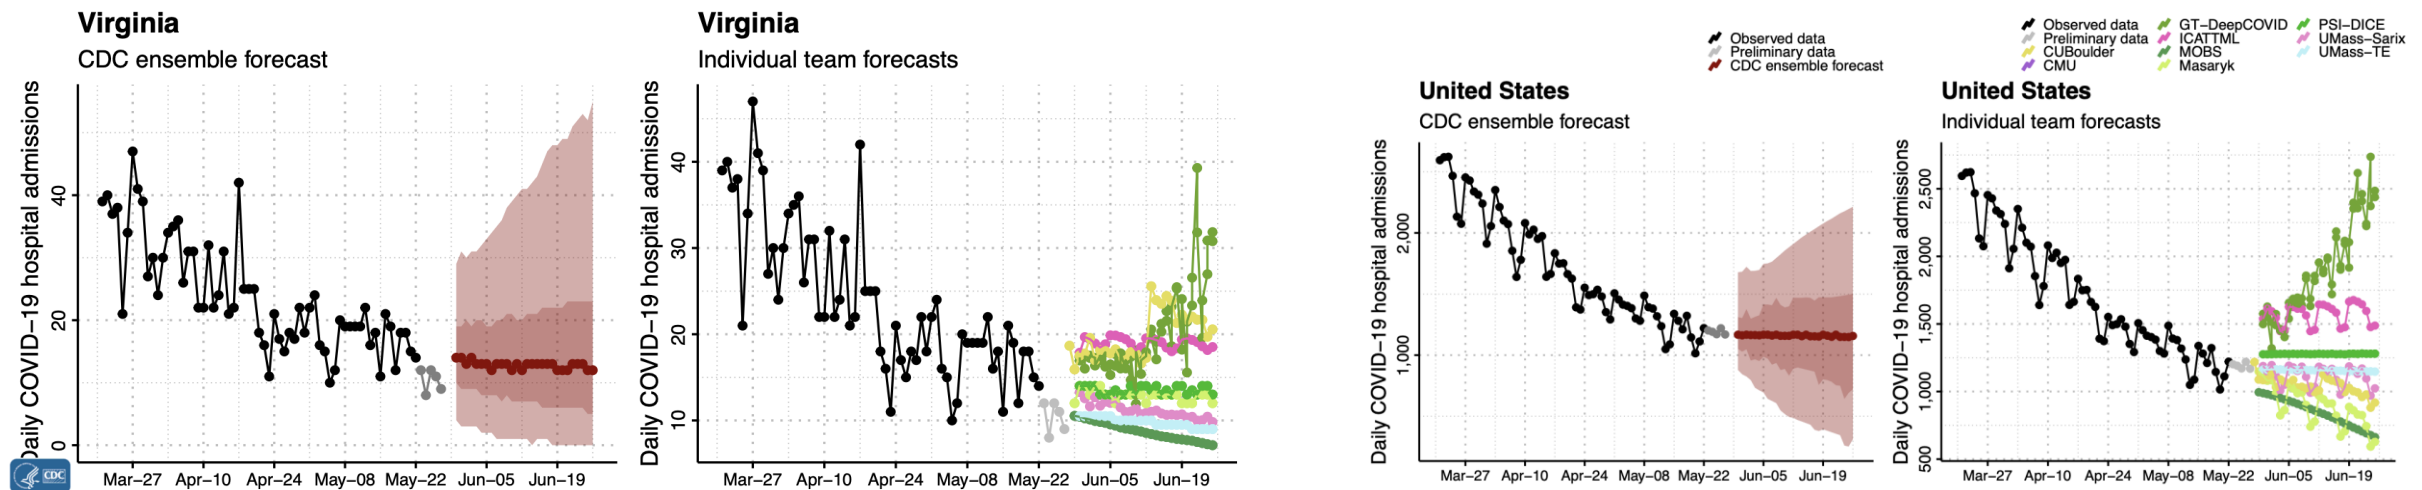 Virginia
CDC ensemble forecast
Daily COVID−19 hospital admissions
40
20
0
Mar−27 Apr−10 Apr−24 May−08 May−22 Jun−05 Jun−19
CDC
Virginia
Individual team forecasts
Daily COVID−19 hospital admissions
40
30
20
10
Mar−27 Apr−10 Apr−24 May−08 May−22 Jun−05 Jun−19
Observed data
Preliminary data
CDC ensemble forecast
United States
CDC ensemble forecast
Daily COVID−19 hospital admissions
2,000
1,000
Mar−27 Apr−10 Apr−24 May−08 May−22 Jun−05 Jun−19
Observed data GT−DeepCOVID PSI−DICE
Preliminary data ICATTML UMass−Sarix
CUBoulder MOBS UMass−TE
CMU Masaryk
United States
Individual team forecasts
Daily COVID−19 hospital admissions
2,500
2,000
1,500
1,000
500
Mar−27 Apr−10 Apr−24 May−08 May−22 Jun−05 Jun−19